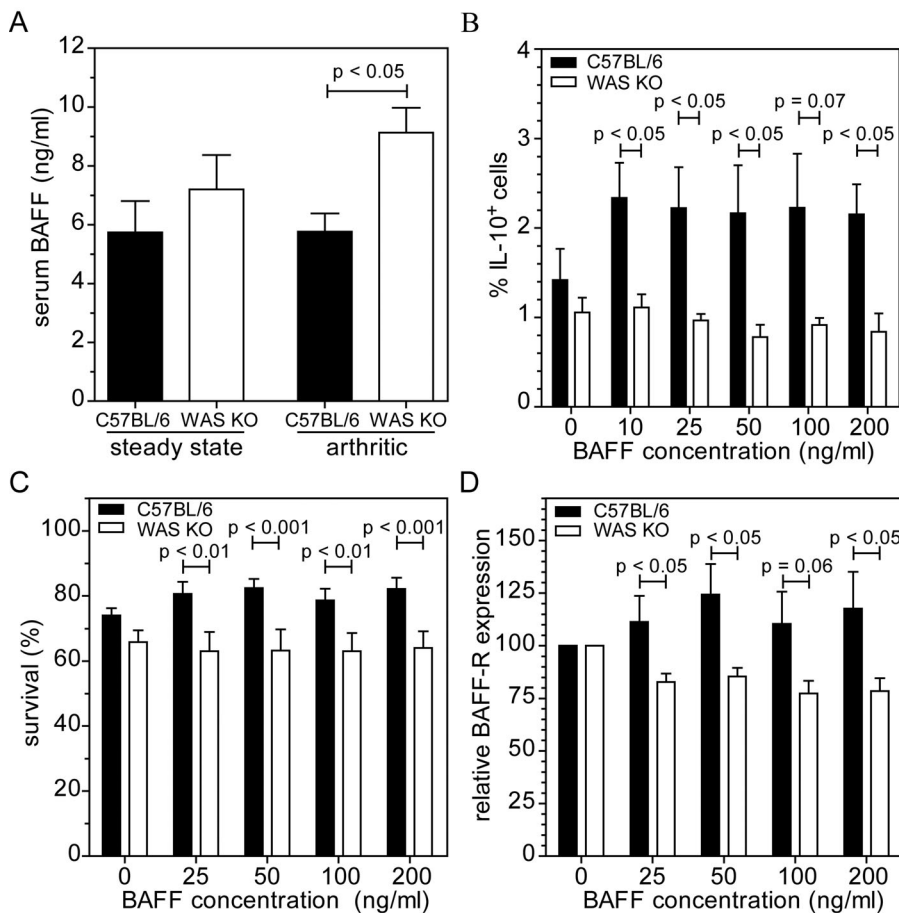 A
serum BAFF (ng/ml)
12
10
8
6
4
2
0
p < 0.05
C57BL/6 WAS KO C57BL/6 WAS KO
steady state arthritic
B
% IL-10+ cells
4
3
2
1
0
C57BL/6
WAS KO
p < 0.05 p = 0.07
p < 0.05 p < 0.05 p < 0.05
0 10 25 50 100 200
BAFF concentration (ng/ml)
C
survival (%)
100
80
60
40
20
0
C57BL/6
WAS KO
p < 0.001 p < 0.001
p < 0.01 p < 0.01
0 25 50 100 200
BAFF concentration (ng/ml)
D
relative BAFF-R expression
150
125
100
75
50
25
0
C57BL/6
WAS KO
p < 0.05 p < 0.05
p < 0.05 p = 0.06
0 25 50 100 200
BAFF concentration (ng/ml)